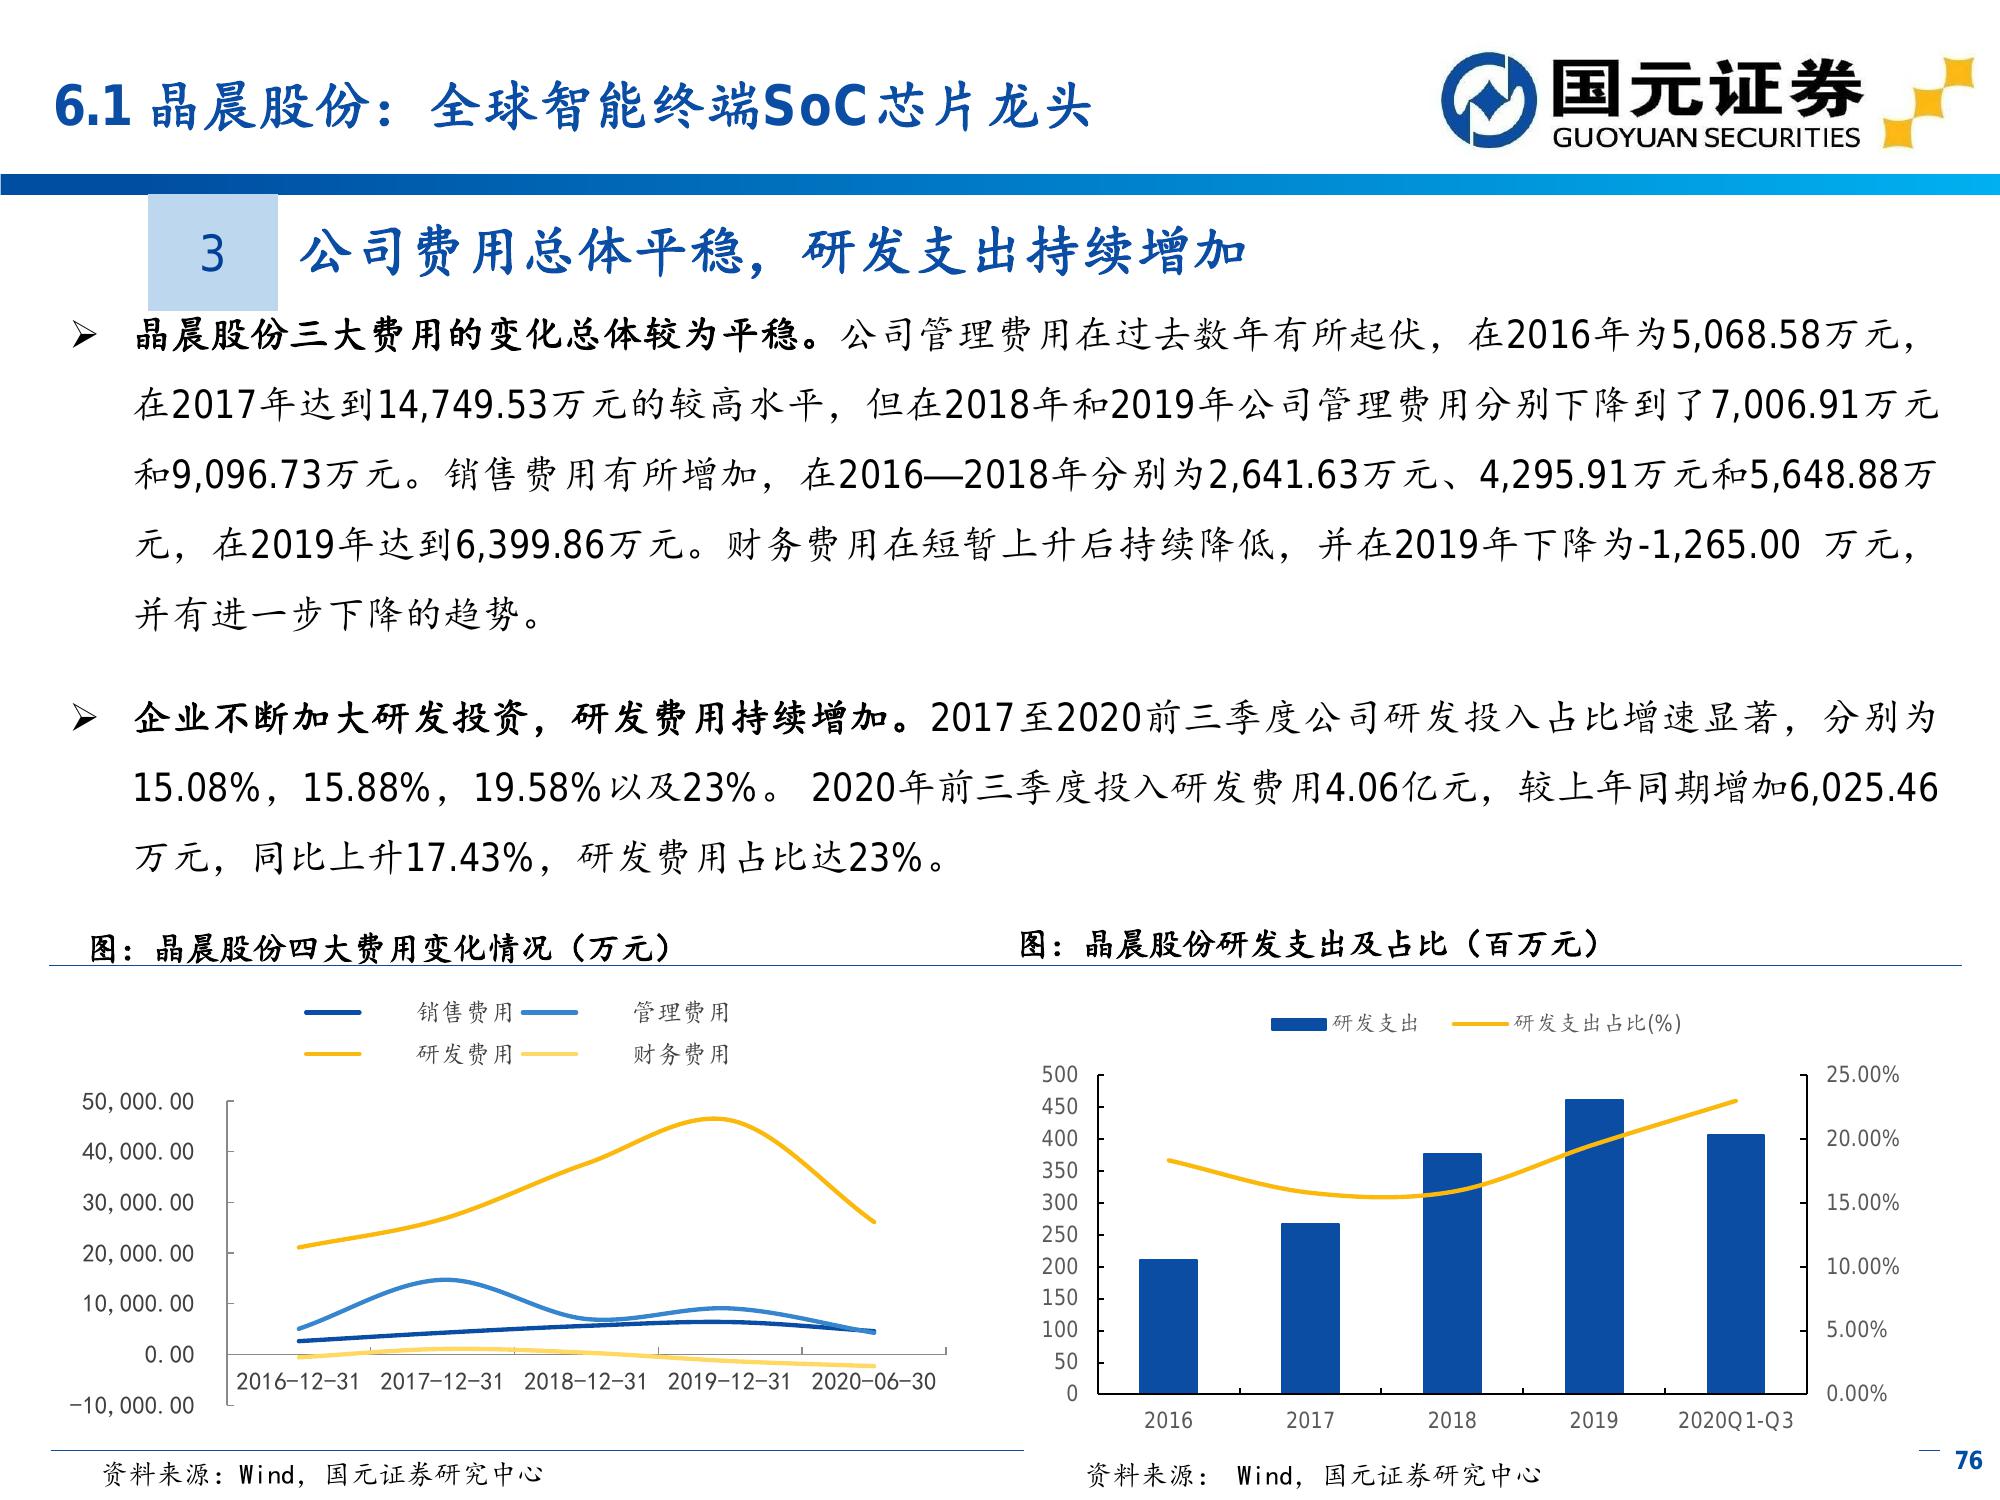 6.1 晶晨股份：全球智能终端SoC芯片龙头
国元证券
GUOYUAN SECURITIES
3
公司费用总体平稳，研发支出持续增加
➢ 晶晨股份三大费用的变化总体较为平稳。公司管理费用在过去数年有所起伏，在2016年为5,068.58万元，
在2017年达到14,749.53万元的较高水平，但在2018年和2019年公司管理费用分别下降到了7,006.91万元
和9,096.73万元。销售费用有所增加，在2016—2018年分别为2,641.63万元、4,295.91万元和5,648.88万
元，在2019年达到6,399.86万元。财务费用在短暂上升后持续降低，并在2019年下降为-1,265.00 万元，
并有进一步下降的趋势。
➢ 企业不断加大研发投资，研发费用持续增加。2017至2020前三季度公司研发投入占比增速显著，分别为
15.08%，15.88%，19.58%以及23%。 2020年前三季度投入研发费用4.06亿元，较上年同期增加6,025.46
万元，同比上升17.43%，研发费用占比达23%。
图：晶晨股份四大费用变化情况（万元）
销售费用 管理费用
研发费用 财务费用
50,000.00
40,000.00
30,000.00
20,000.00
10,000.00
0.00
-10,000.00
2016-12-31 2017-12-31 2018-12-31 2019-12-31 2020-06-30
资料来源：Wind，国元证券研究中心
图：晶晨股份研发支出及占比（百万元）
研发支出 研发支出占比(%)
500
450
400
350
300
250
200
150
100
50
0
25.00%
20.00%
15.00%
10.00%
5.00%
0.00%
2016 2017 2018 2019 2020Q1-Q3
资料来源： Wind，国元证券研究中心
76